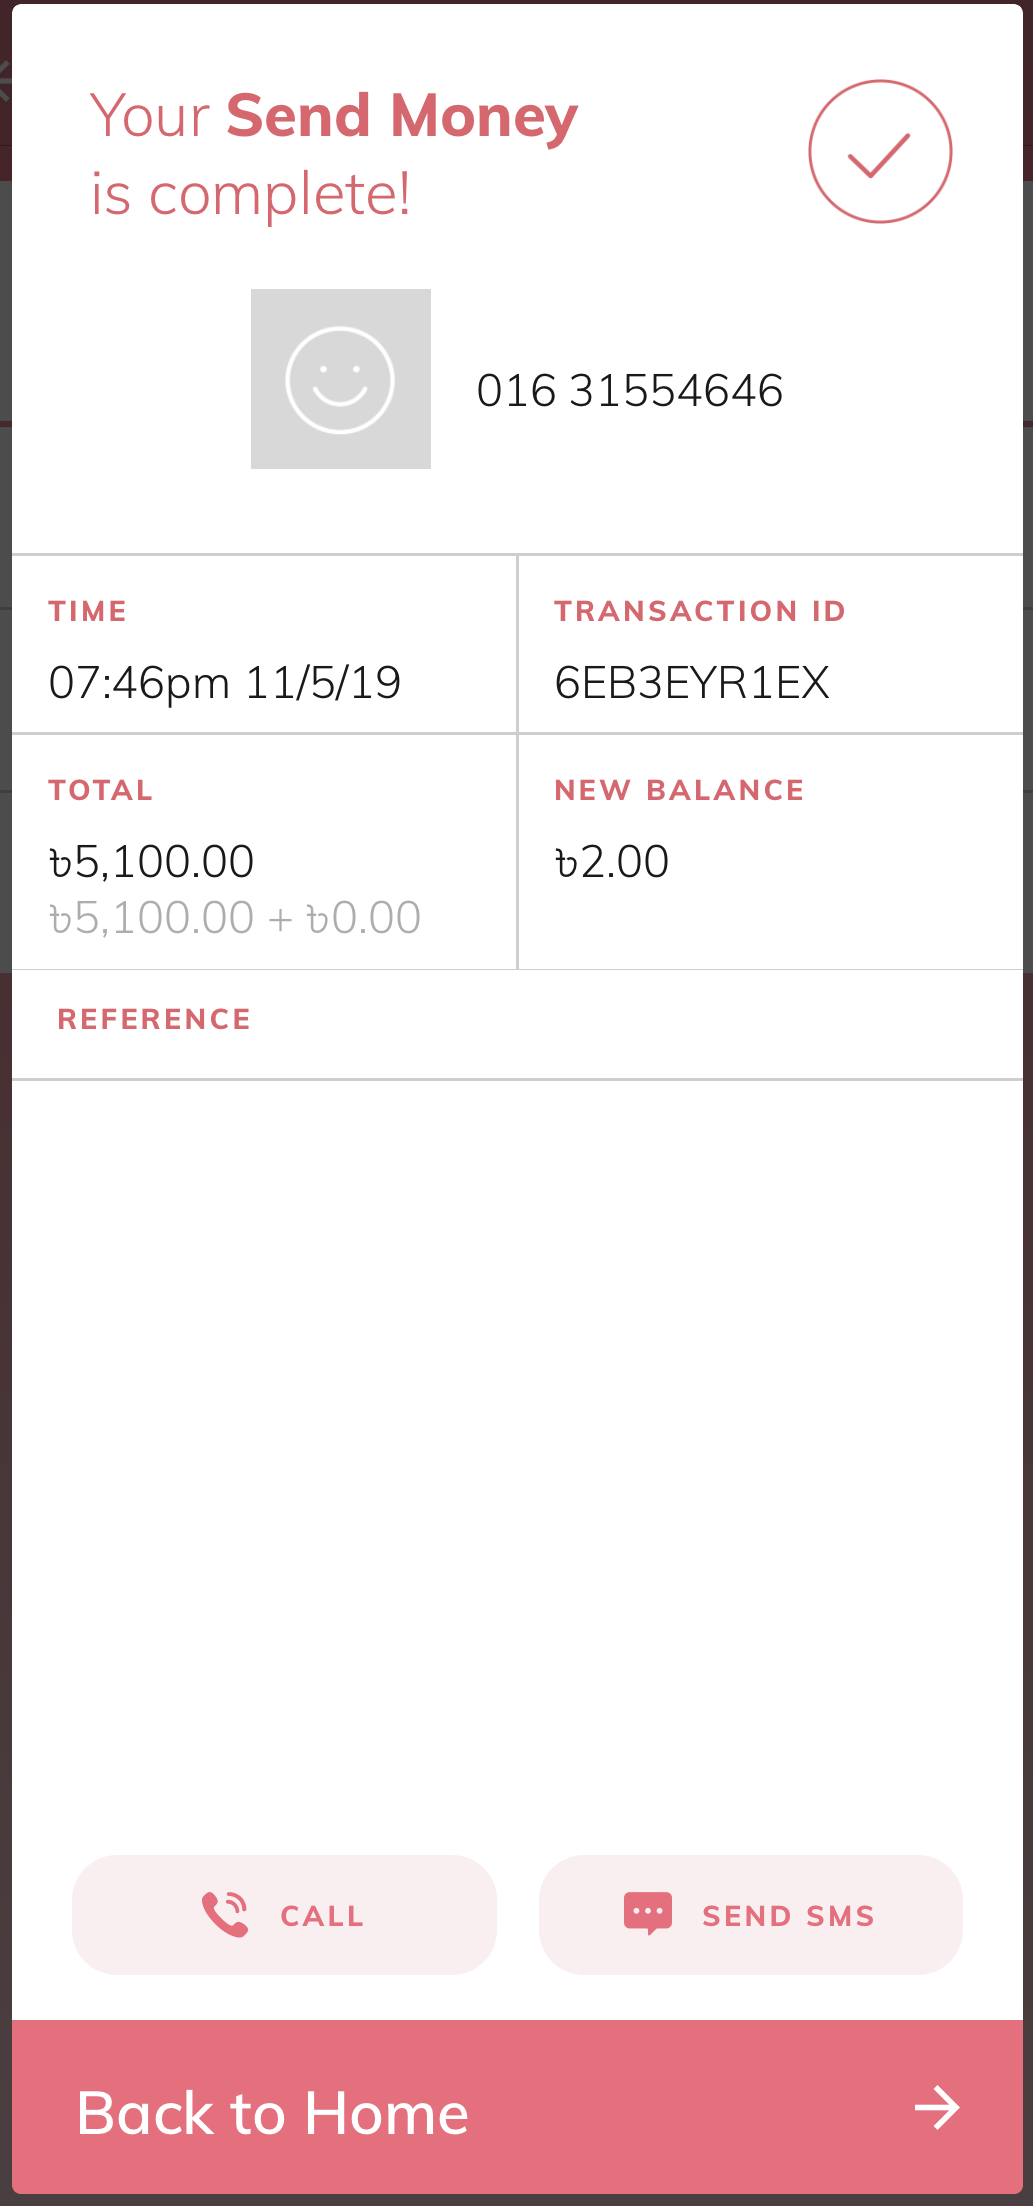 Your Send Money
is complete!
016 31554646
TIME
07:46pm 11/5/19
TRANSACTION ID
6EB3EYR1EX
TOTAL
৳5,100.00
৳5,100.00 + ৳0.00
NEW BALANCE
৳2.00
REFERENCE
CALL
SEND SMS
Back to Home